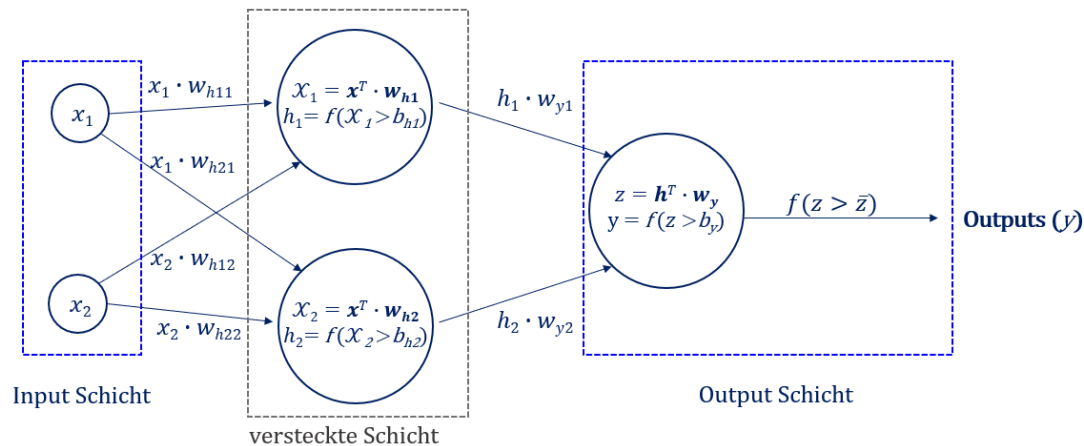 x₁
x₂
Input Schicht
x₁ · w_h11
x₁ · w_h21
x₂ · w_h12
x₂ · w_h22
𝒳₁ = xᵀ · w_h1
h₁= f(𝒳₁>b_h1)
𝒳₂ = xᵀ · w_h2
h₂= f(𝒳₂>b_h2)
versteckte Schicht
h₁ · w_y1
h₂ · w_y2
z = hᵀ · w_y
y = f(z >b_y)
f(z > z̄)
Outputs (y)
Output Schicht